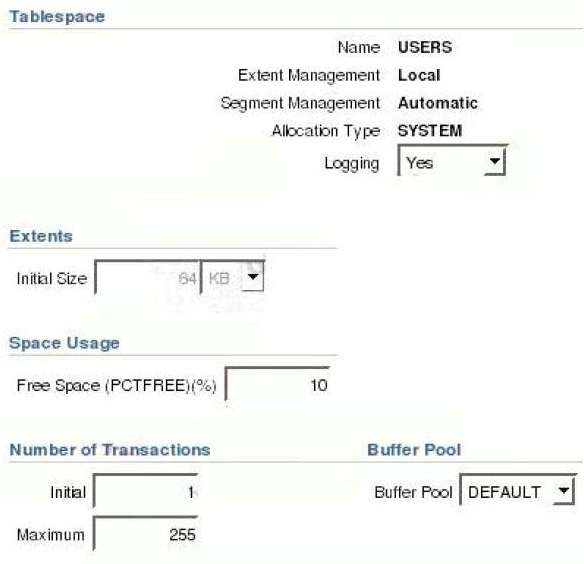 Tablespace
Name USERS
Extent Management Local
Segment Management Automatic
Allocation Type SYSTEM
Logging Yes
Extents
Initial Size 64 KB
Space Usage
Free Space (PCTFREE)(%) 10
Number of Transactions Buffer Pool
Initial 1 Buffer Pool DEFAULT
Maximum 255